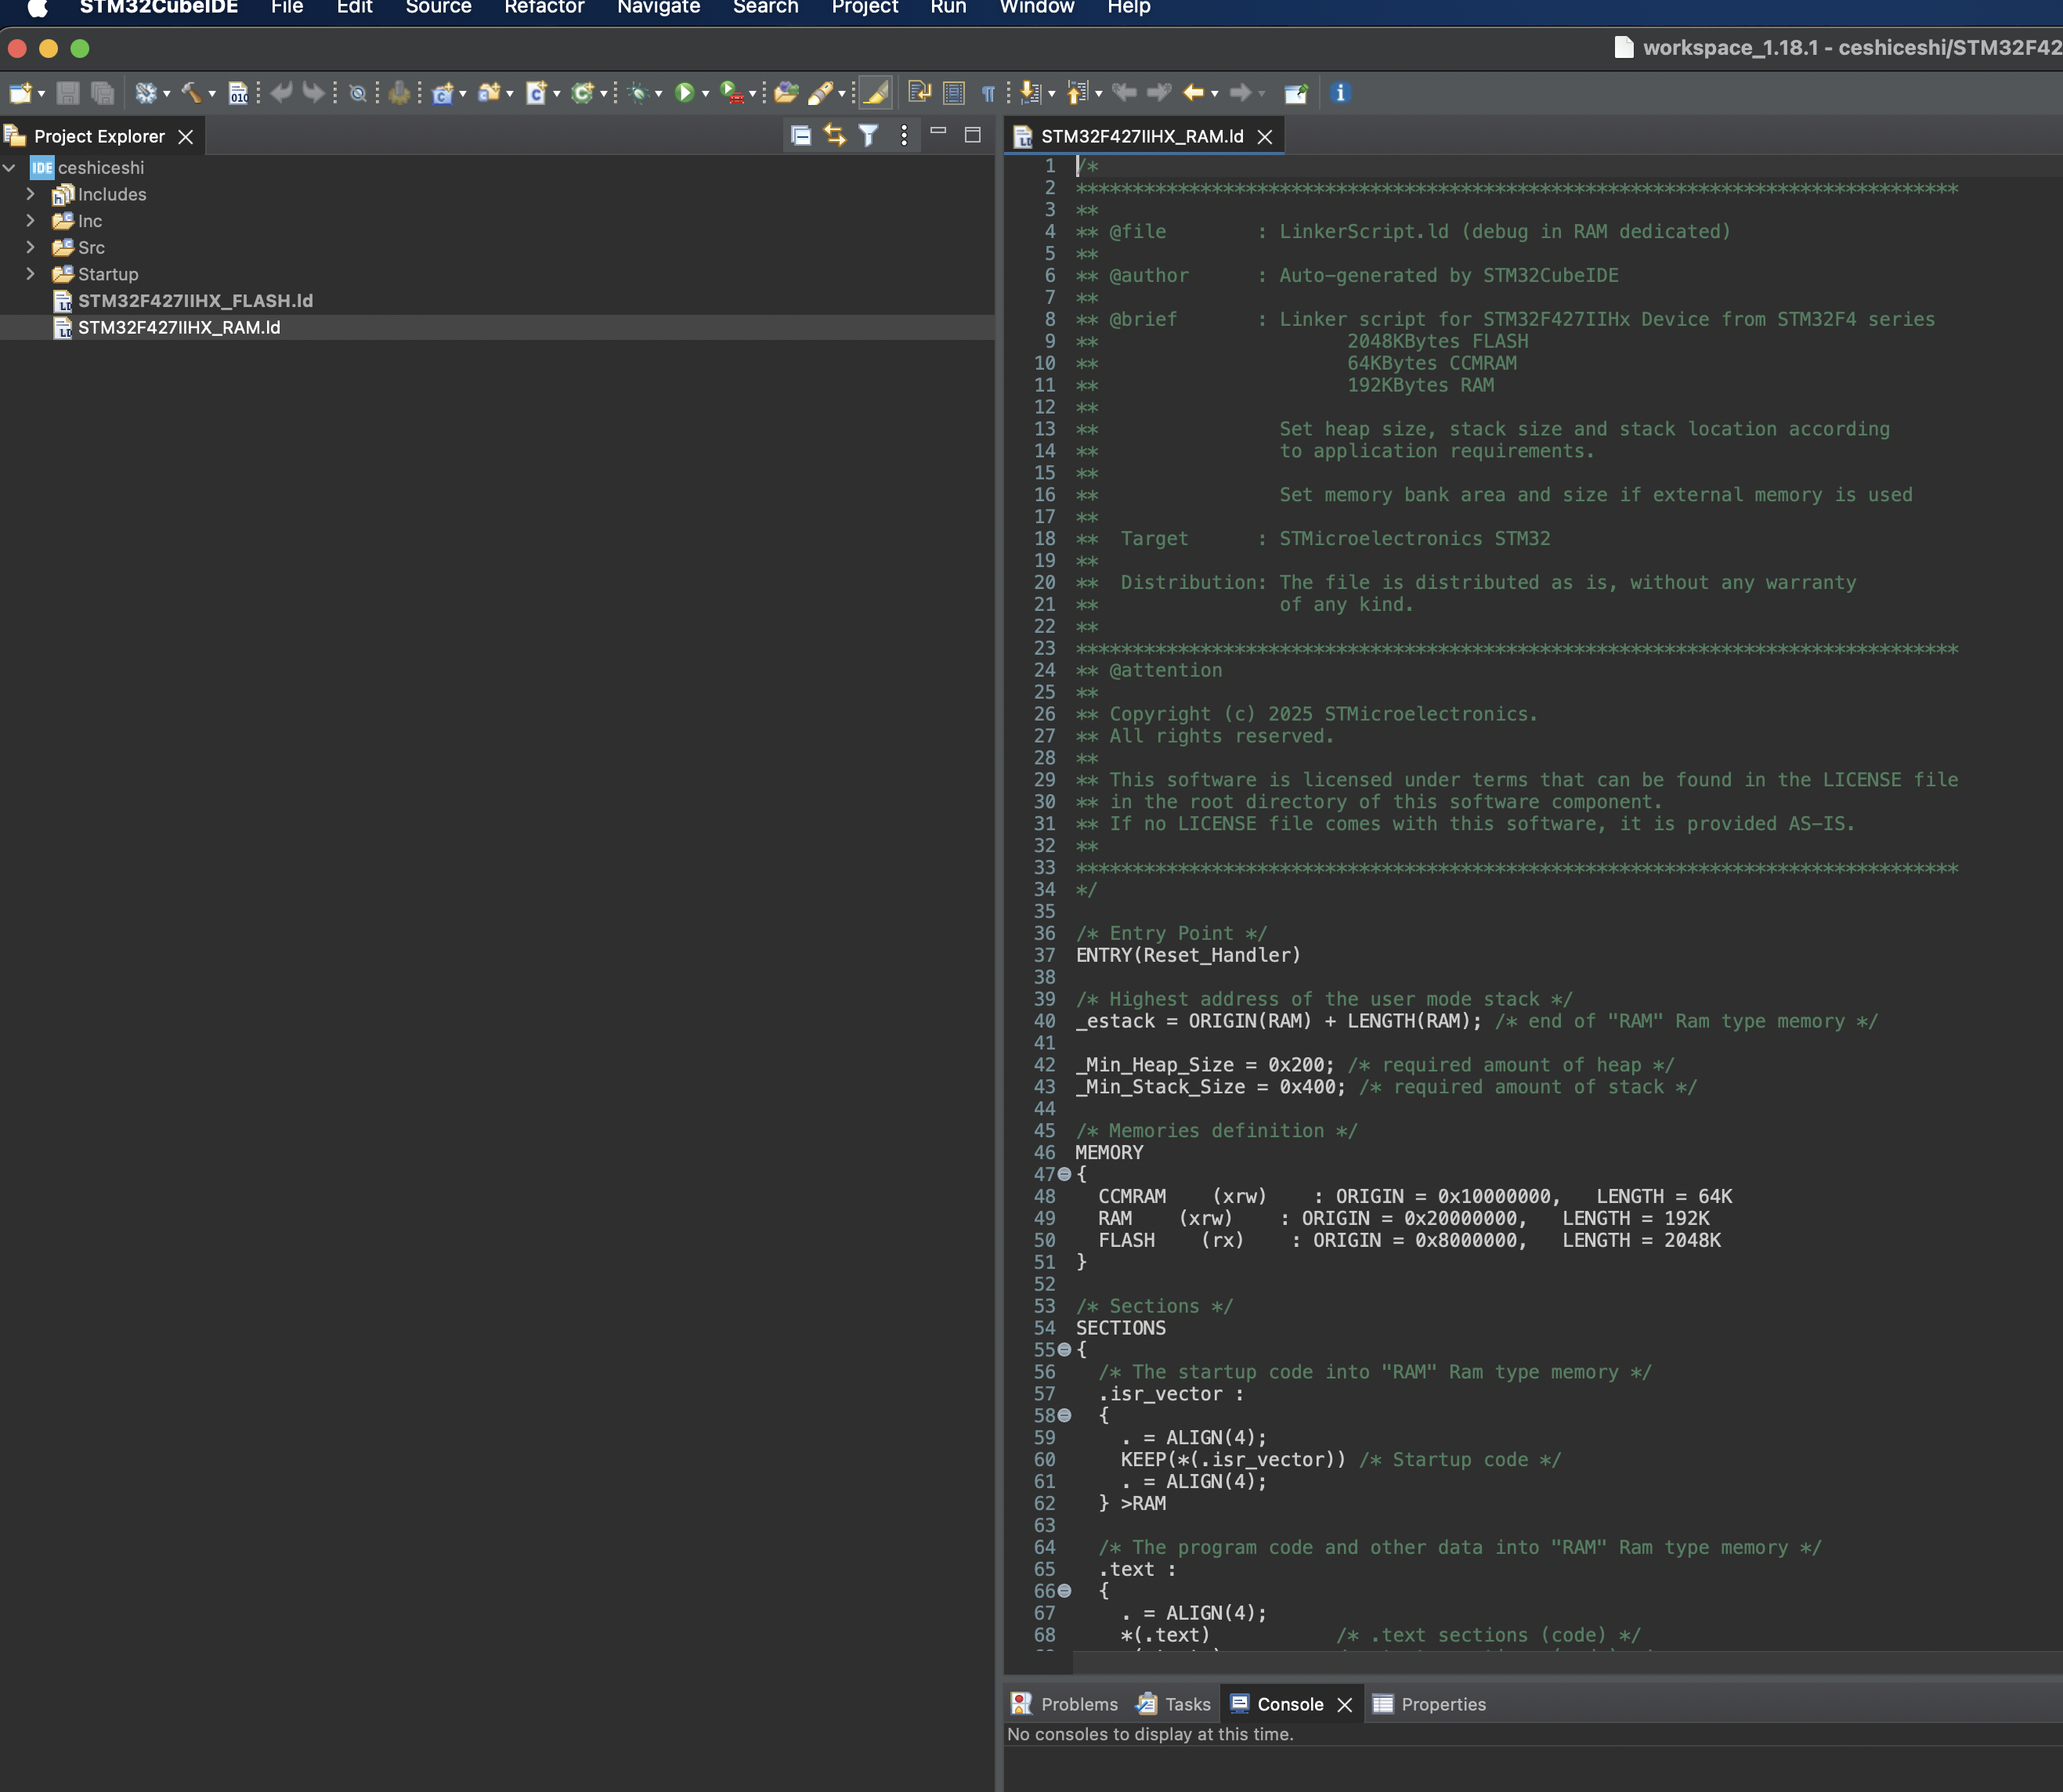 STM32CubeIDE File Edit Source Refactor Navigate Search Project Run Window Help
workspace_1.18.1 - ceshiceshi/STM32F42
Project Explorer
IDE ceshiceshi
Includes
Inc
Src
Startup
STM32F427IIHX_FLASH.ld
STM32F427IIHX_RAM.ld
STM32F427IIHX_RAM.ld
1 /*
2 ******************************************************************************
3 **
4 ** @file        : LinkerScript.ld (debug in RAM dedicated)
5 **
6 ** @author      : Auto-generated by STM32CubeIDE
7 **
8 ** @brief       : Linker script for STM32F427IIHx Device from STM32F4 series
9 **                      2048KBytes FLASH
10 **                      64KBytes CCMRAM
11 **                      192KBytes RAM
12 **
13 **                Set heap size, stack size and stack location according
14 **                to application requirements.
15 **
16 **                Set memory bank area and size if external memory is used
17 **
18 **  Target      : STMicroelectronics STM32
19 **
20 **  Distribution: The file is distributed as is, without any warranty
21 **                of any kind.
22 **
23 ******************************************************************************
24 ** @attention
25 **
26 ** Copyright (c) 2025 STMicroelectronics.
27 ** All rights reserved.
28 **
29 ** This software is licensed under terms that can be found in the LICENSE file
30 ** in the root directory of this software component.
31 ** If no LICENSE file comes with this software, it is provided AS-IS.
32 **
33 ******************************************************************************
34 */
35
36 /* Entry Point */
37 ENTRY(Reset_Handler)
38
39 /* Highest address of the user mode stack */
40 _estack = ORIGIN(RAM) + LENGTH(RAM); /* end of "RAM" Ram type memory */
41
42 _Min_Heap_Size = 0x200; /* required amount of heap */
43 _Min_Stack_Size = 0x400; /* required amount of stack */
44
45 /* Memories definition */
46 MEMORY
47 {
48   CCMRAM    (xrw)    : ORIGIN = 0x10000000,   LENGTH = 64K
49   RAM    (xrw)    : ORIGIN = 0x20000000,   LENGTH = 192K
50   FLASH    (rx)    : ORIGIN = 0x8000000,   LENGTH = 2048K
51 }
52
53 /* Sections */
54 SECTIONS
55 {
56   /* The startup code into "RAM" Ram type memory */
57   .isr_vector :
58   {
59     . = ALIGN(4);
60     KEEP(*(.isr_vector)) /* Startup code */
61     . = ALIGN(4);
62   } >RAM
63
64   /* The program code and other data into "RAM" Ram type memory */
65   .text :
66   {
67     . = ALIGN(4);
68     *(.text)           /* .text sections (code) */
Problems Tasks Console Properties
No consoles to display at this time.